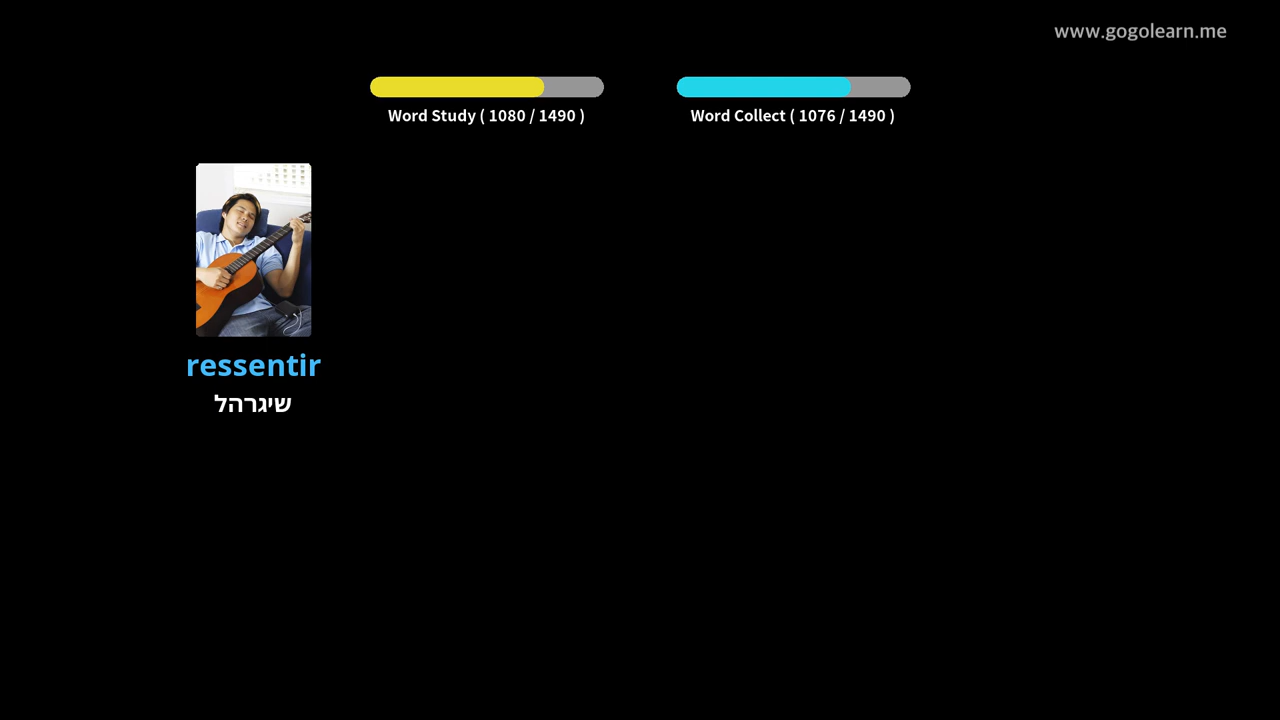 www.gogolearn.me
Word Study ( 1080 / 1490 )
Word Collect ( 1076 / 1490 )
ressentir
שיגרהל